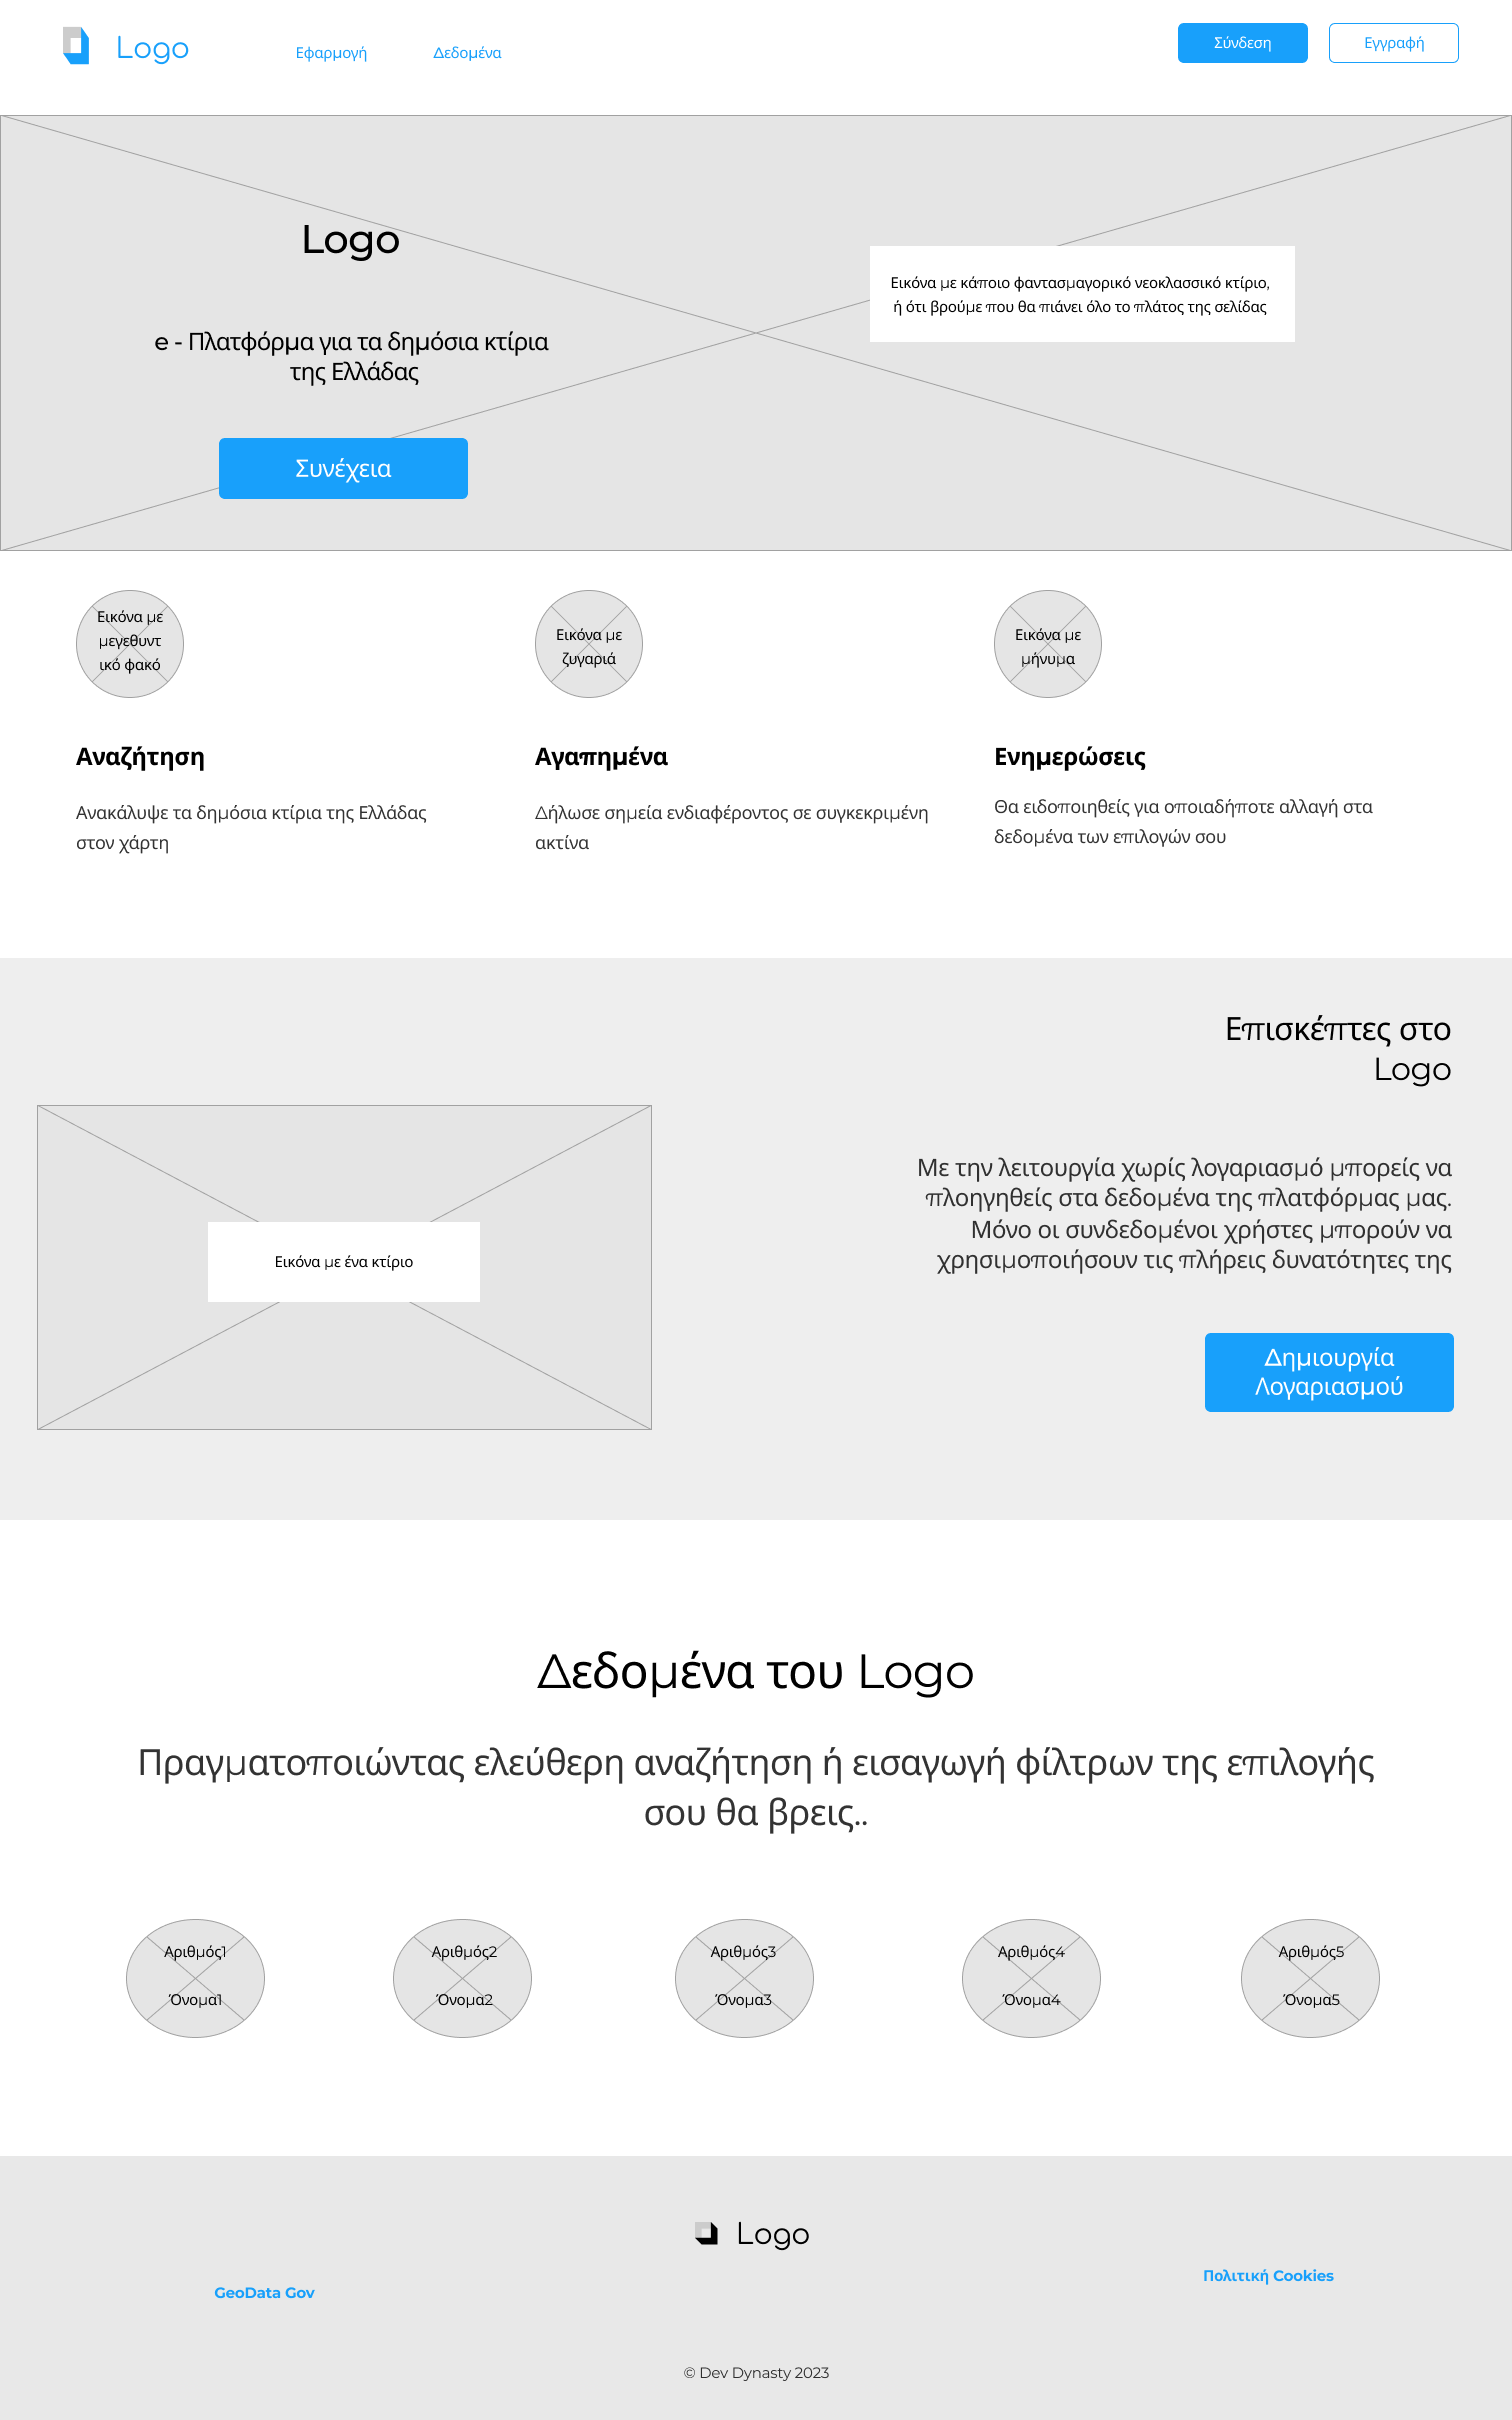 Logo
Εφαρμογή
Δεδομένα
Σύνδεση
Εγγραφή
Logo
e - Πλατφόρμα για τα δημόσια κτίρια
της Ελλάδας
Συνέχεια
Εικόνα με κάποιο φαντασμαγορικό νεοκλασσικό κτίριο,
ή ότι βρούμε που θα πιάνει όλο το πλάτος της σελίδας
Εικόνα με
μεγεθυντ
ικό φακό
Αναζήτηση
Ανακάλυψε τα δημόσια κτίρια της Ελλάδας
στον χάρτη
Εικόνα με
ζυγαριά
Αγαπημένα
Δήλωσε σημεία ενδιαφέροντος σε συγκεκριμένη
ακτίνα
Εικόνα με
μήνυμα
Ενημερώσεις
Θα ειδοποιηθείς για οποιαδήποτε αλλαγή στα
δεδομένα των επιλογών σου
Εικόνα με ένα κτίριο
Επισκέπτες στο
Logo
Με την λειτουργία χωρίς λογαριασμό μπορείς να
πλοηγηθείς στα δεδομένα της πλατφόρμας μας.
Μόνο οι συνδεδομένοι χρήστες μπορούν να
χρησιμοποιήσουν τις πλήρεις δυνατότητες της
Δημιουργία
Λογαριασμού
Δεδομένα του Logo
Πραγματοποιώντας ελεύθερη αναζήτηση ή εισαγωγή φίλτρων της επιλογής
σου θα βρεις..
Αριθμός1
Όνομα1
Αριθμός2
Όνομα2
Αριθμός3
Όνομα3
Αριθμός4
Όνομα4
Αριθμός5
Όνομα5
Logo
GeoData Gov
Πολιτική Cookies
© Dev Dynasty 2023